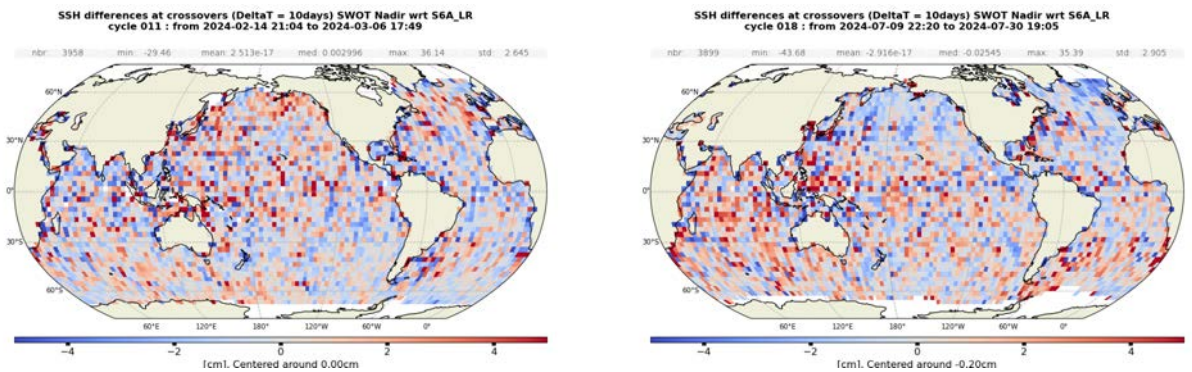 SSH differences at crossovers (DeltaT = 10days) SWOT Nadir wrt S6A_LR
cycle 011 : from 2024-02-14 21:04 to 2024-03-06 17:49
nbr: 3958 min: -29.46 mean: 2.513e-17 med: 0.002996 max: 36.14 std: 2.645
60°N
30°N
0°
30°S
60°S
60°E 120°E 180° 120°W 60°W 0°
−4 −2 0 2 4
[cm]. Centered around 0.00cm
SSH differences at crossovers (DeltaT = 10days) SWOT Nadir wrt S6A_LR
cycle 018 : from 2024-07-09 22:20 to 2024-07-30 19:05
nbr: 3899 min: -43.68 mean: -2.916e-17 med: -0.02545 max: 35.39 std: 2.905
60°N
30°N
0°
30°S
60°S
60°E 120°E 180° 120°W 60°W 0°
−4 −2 0 2 4
[cm]. Centered around -0.20cm